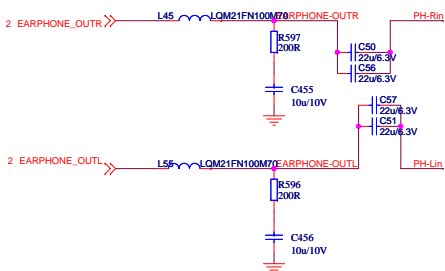 L45 LQM21FN100M70 EARPHONE-OUTR
2 EARPHONE_OUTR
PH-Rin
R597
200R
C50
22u/6.3V
C56
22u/6.3V
C455
10u/10V
C57
22u/6.3V
C51
22u/6.3V
2 EARPHONE_OUTL
L55 LQM21FN100M70 EARPHONE-OUTL
PH-Lin
R596
200R
C456
10u/10V